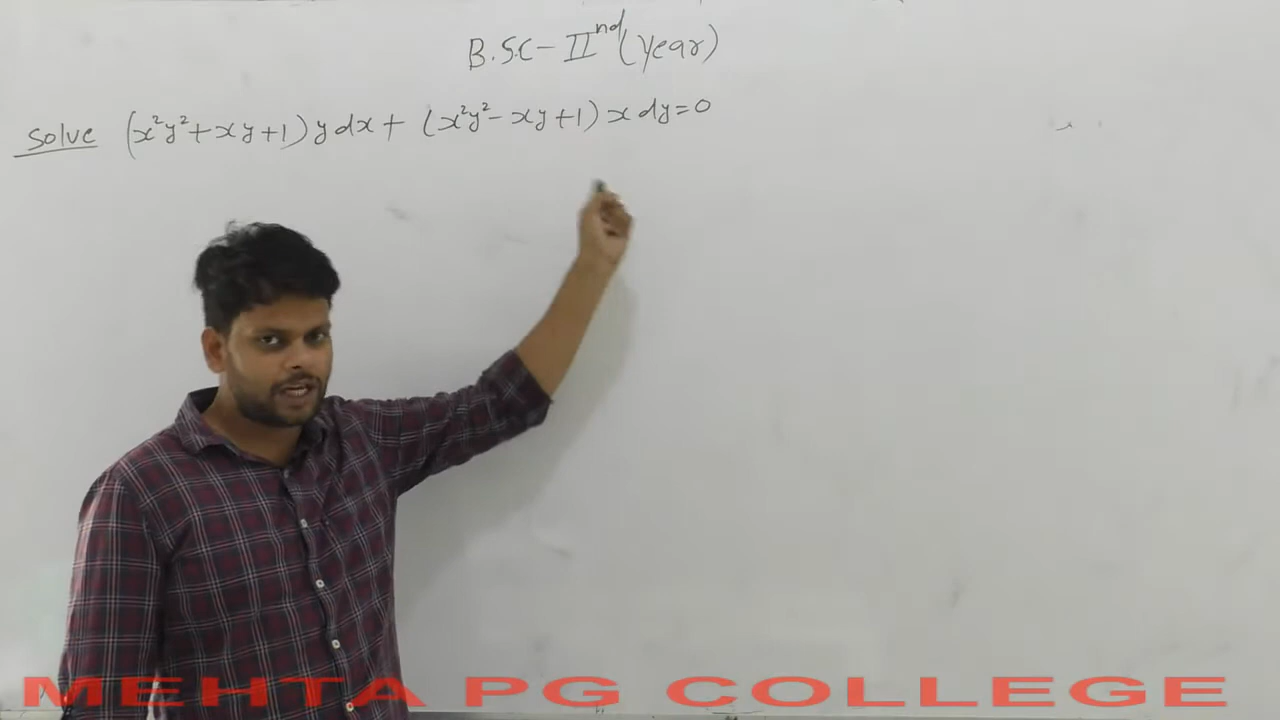 B.SC-IInd (Year)
Solve (x²y²+xy+1) y dx + (x²y²-xy+1) x dy=0
MEHTA PG COLLEGE